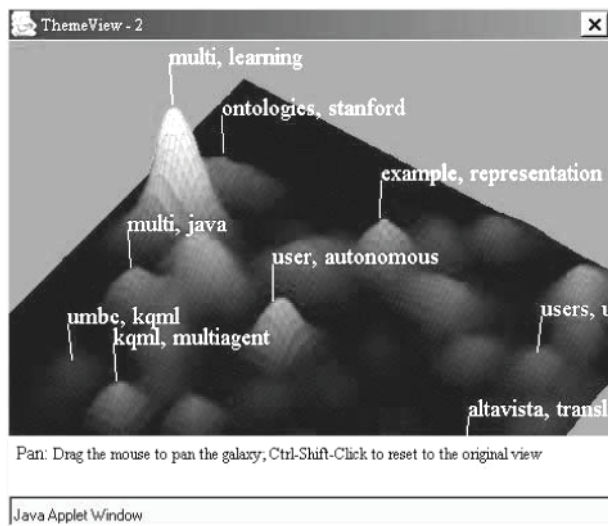 ThemeView - 2
multi, learning
ontologies, stanford
example, representation
multi, java
user, autonomous
umbc, kqml
users, u
kqml, multiagent
altavista, transl
Pan: Drag the mouse to pan the galaxy; Ctrl-Shift-Click to reset to the original view
Java Applet Window